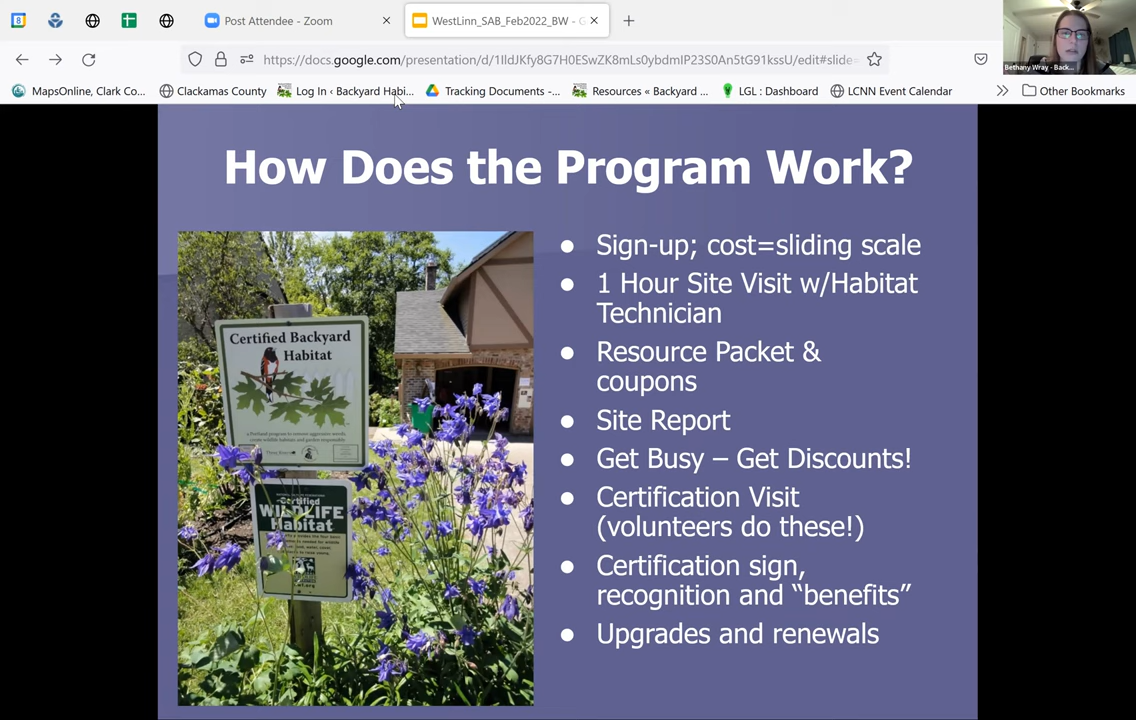 8
Post Attendee - Zoom
WestLinn_SAB_Feb2022_BW - G
https://docs.google.com/presentation/d/1IldJKfy8G7H0ESwZK8mLs0ybdmIP23S0An5tG91kssU/edit#slide=
Bethany Wray - Back...
MapsOnline, Clark Co...
Clackamas County
Log In ‹ Backyard Habi...
Tracking Documents -...
Resources « Backyard ...
LGL : Dashboard
LCNN Event Calendar
Other Bookmarks
How Does the Program Work?
Certified Backyard
Habitat
Certified
WILDLIFE
Habitat
● Sign-up; cost=sliding scale
● 1 Hour Site Visit w/Habitat
Technician
● Resource Packet &
coupons
● Site Report
● Get Busy – Get Discounts!
● Certification Visit
(volunteers do these!)
● Certification sign,
recognition and “benefits”
● Upgrades and renewals